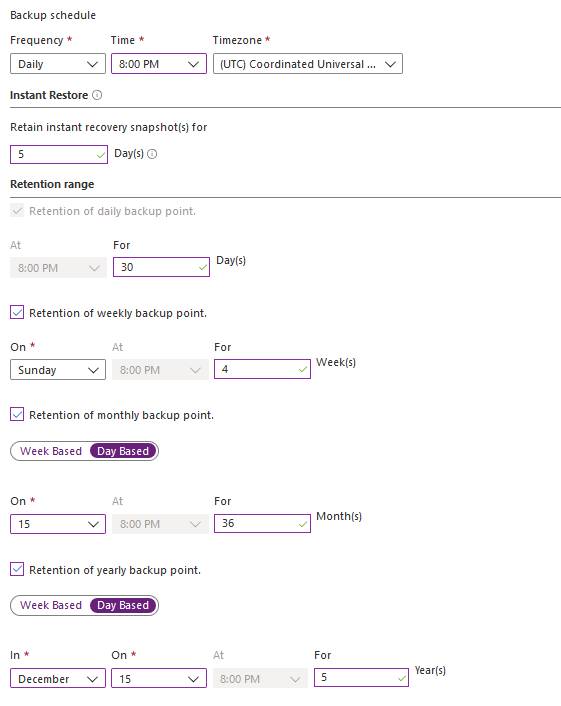 Backup schedule
Frequency * Time * Timezone *
Daily 8:00 PM (UTC) Coordinated Universal ...
Instant Restore
Retain instant recovery snapshot(s) for
5 Day(s)
Retention range
Retention of daily backup point.
At For
8:00 PM 30 Day(s)
Retention of weekly backup point.
On * At For
Sunday 8:00 PM 4 Week(s)
Retention of monthly backup point.
Week Based Day Based
On * At For
15 8:00 PM 36 Month(s)
Retention of yearly backup point.
Week Based Day Based
In * On * At For
December 15 8:00 PM 5 Year(s)